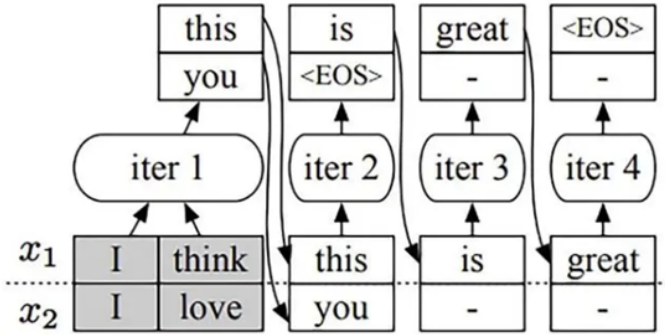 this is great <EOS>
you <EOS> - -
iter 1 iter 2 iter 3 iter 4
x₁ I think this is great
x₂ I love you - -